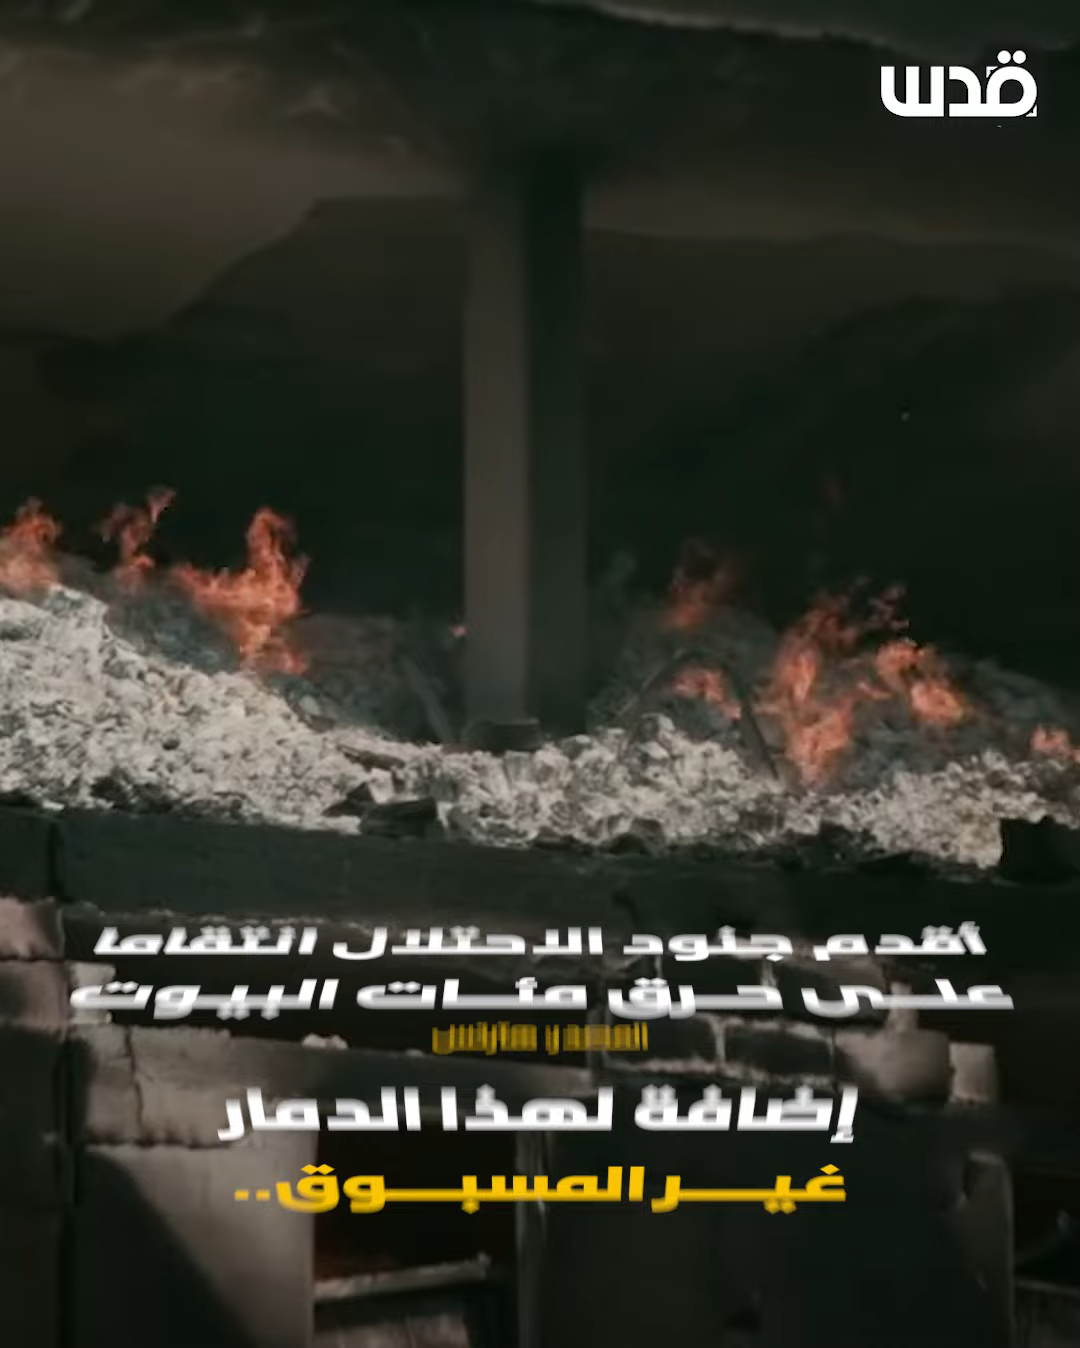 قدس
أقدم جنود الاحتلال انتقاما
على حرق مئات البيوت
المصدر هآرتس
إضافة لهذا الدمار
غير المسبوق..